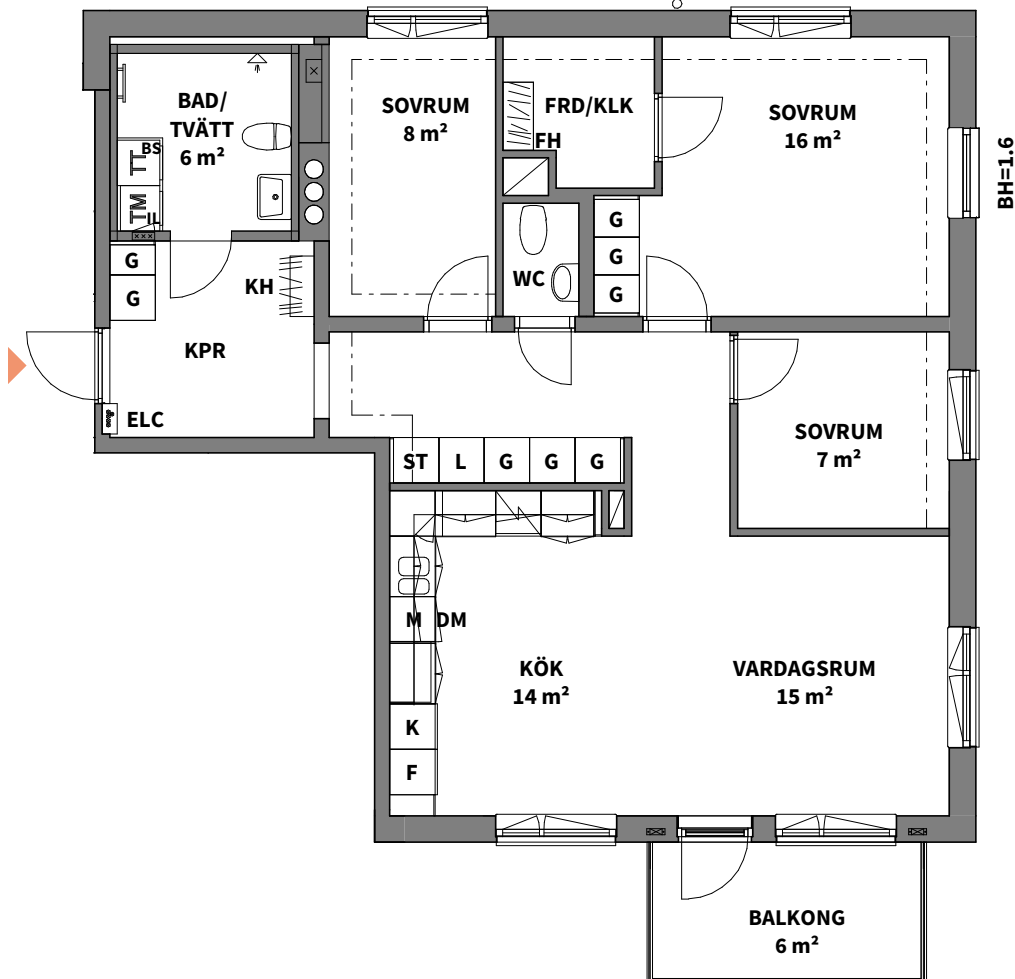 BAD/
TVÄTT
6 m²
BS
TT
TM
G
G
KH
KPR
ELC
SOVRUM
8 m²
FRD/KLK
FH
WC
G
G
G
SOVRUM
16 m²
BH=1.6
SOVRUM
7 m²
ST L G G G
M DM
K
F
KÖK
14 m²
VARDAGSRUM
15 m²
BALKONG
6 m²